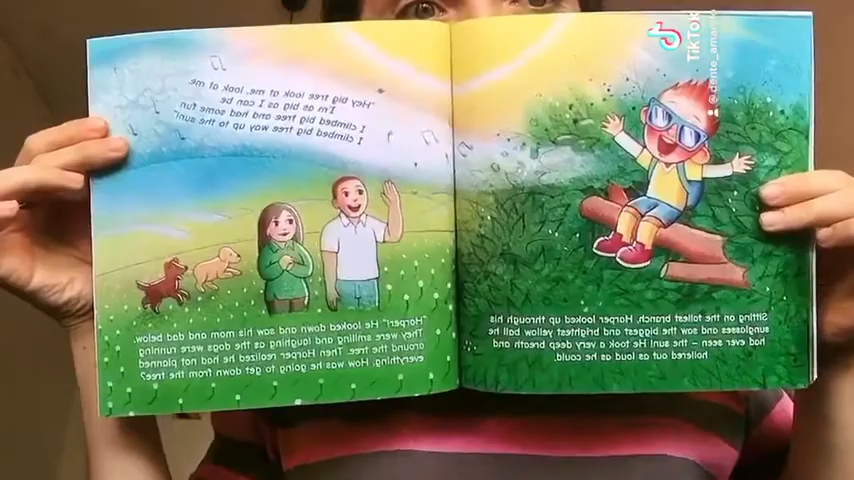 Sitting on the tallest branch, Harper looked up through his
sunglasses and saw the biggest and brightest yellow ball he
had ever seen – the sun! He took a very deep breath and
hollered out as loud as he could.
"Hey big tree look at me, look at me
I'm as big as I can be.
I climbed big tree and had some fun
I climbed big tree way up to the sun!"
"Harper!" He looked down and saw his mom and dad below.
They were smiling and laughing as the dogs were running
around the tree. Then Harper realized he had not planned
everything. How was he going to get down from the tree?
TikTok